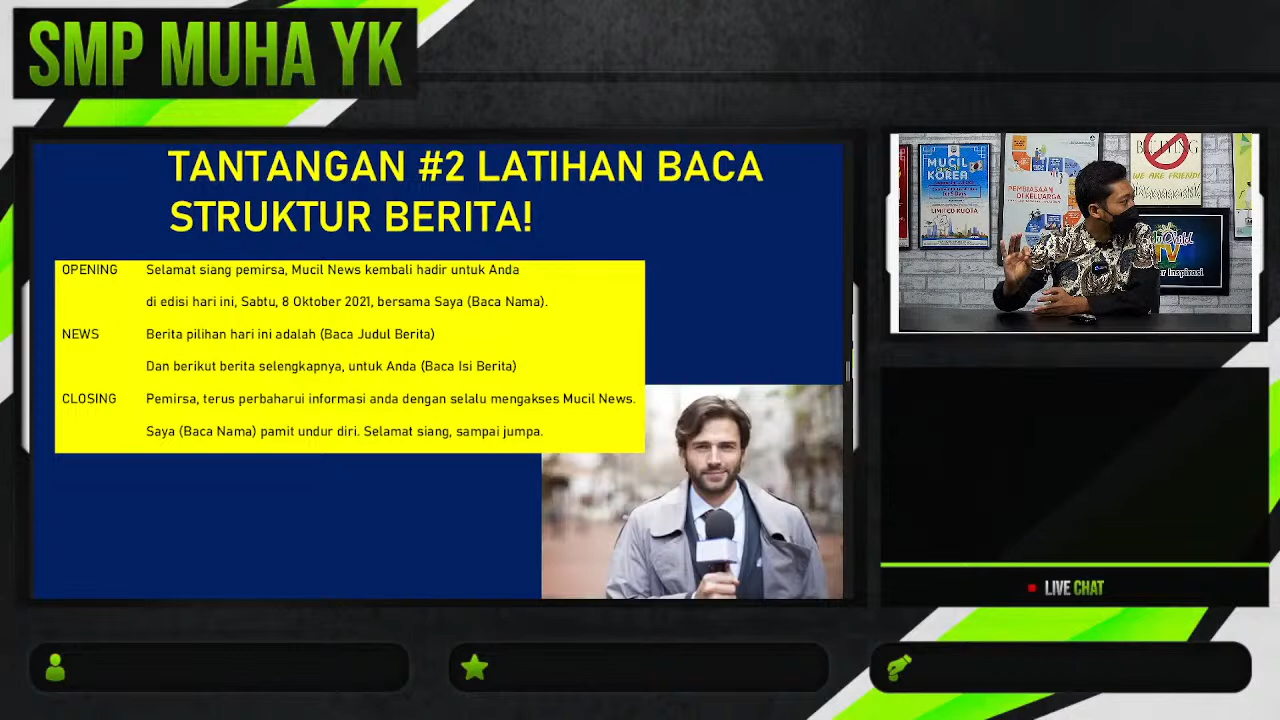 SMP MUHA YK
TANTANGAN #2 LATIHAN BACA
STRUKTUR BERITA!
OPENING Selamat siang pemirsa, Mucil News kembali hadir untuk Anda
di edisi hari ini, Sabtu, 8 Oktober 2021, bersama Saya (Baca Nama).
NEWS Berita pilihan hari ini adalah (Baca Judul Berita)
Dan berikut berita selengkapnya, untuk Anda (Baca Isi Berita)
CLOSING Pemirsa, terus perbaharui informasi anda dengan selalu mengakses Mucil News.
Saya (Baca Nama) pamit undur diri. Selamat siang, sampai jumpa.
MUCIL
KOREA
LIMITED KUOTA
PEMBIASAAN
DI KELUARGA
WE ARE FRIEND!
TV
LIVE CHAT